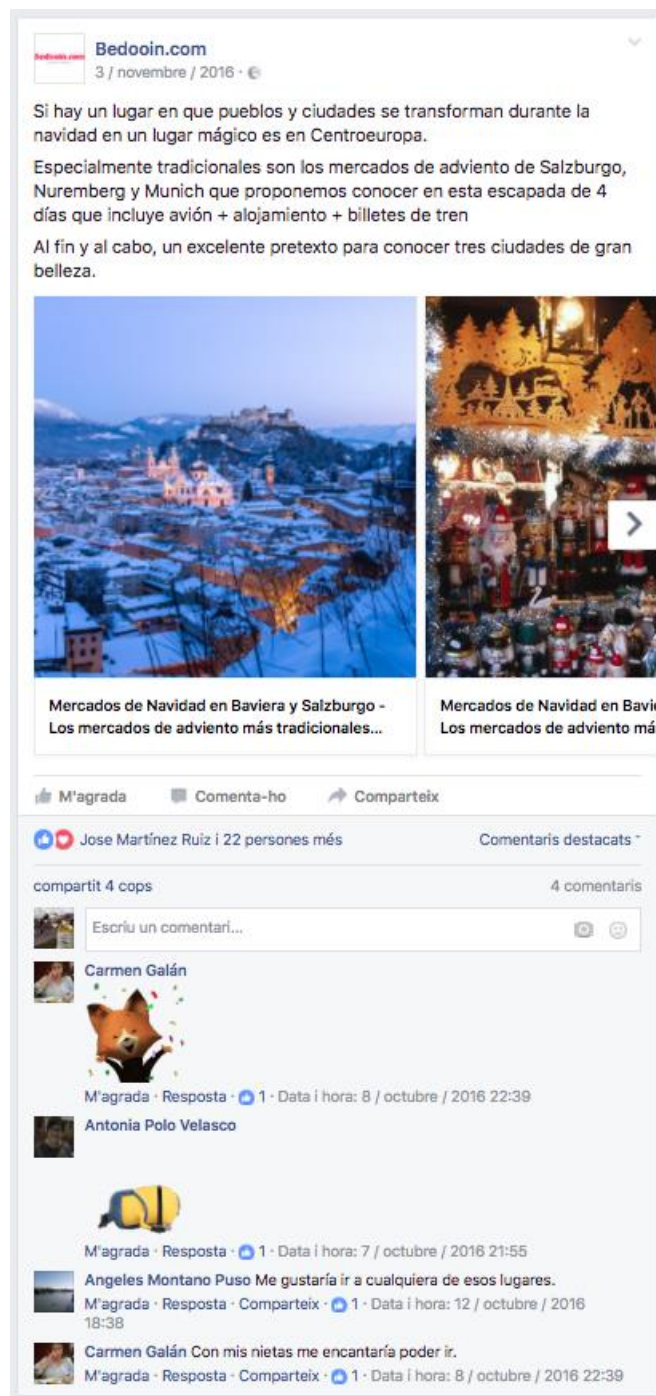 Bedooin.com
Bedooin.com
3 / novembre / 2016 ·
Si hay un lugar en que pueblos y ciudades se transforman durante la
navidad en un lugar mágico es en Centroeuropa.
Especialmente tradicionales son los mercados de adviento de Salzburgo,
Nuremberg y Munich que proponemos conocer en esta escapada de 4
días que incluye avión + alojamiento + billetes de tren
Al fin y al cabo, un excelente pretexto para conocer tres ciudades de gran
belleza.
Mercados de Navidad en Baviera y Salzburgo -
Los mercados de adviento más tradicionales...
Mercados de Navidad en Bavie
Los mercados de adviento má
M'agrada Comenta-ho Comparteix
Jose Martínez Ruiz i 22 persones més Comentaris destacats
compartit 4 cops 4 comentaris
Escriu un comentari...
Carmen Galán
M'agrada · Resposta · 1 · Data i hora: 8 / octubre / 2016 22:39
Antonia Polo Velasco
M'agrada · Resposta · 1 · Data i hora: 7 / octubre / 2016 21:55
Angeles Montano Puso Me gustaría ir a cualquiera de esos lugares.
M'agrada · Resposta · Comparteix · 1 · Data i hora: 12 / octubre / 2016
18:38
Carmen Galán Con mis nietas me encantaría poder ir.
M'agrada · Resposta · Comparteix · 1 · Data i hora: 8 / octubre / 2016 22:39